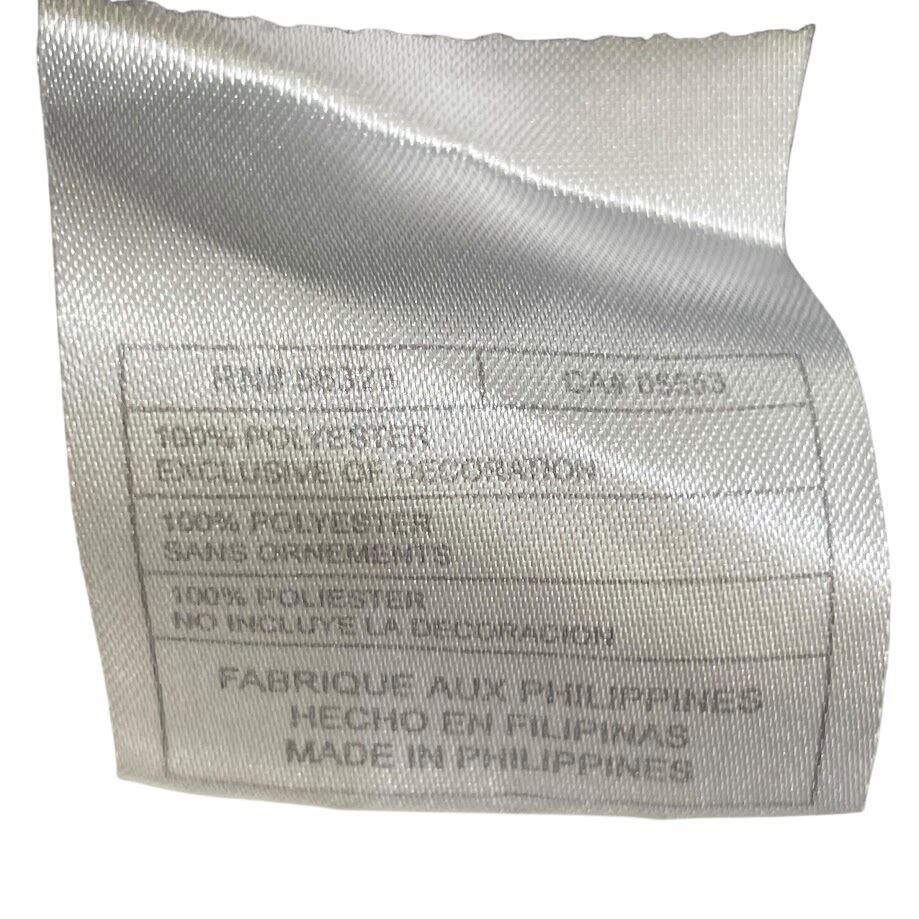 RN# 56323 CA# 05553
100% POLYESTER
EXCLUSIVE OF DECORATION
100% POLYESTER
SANS ORNEMENTS
100% POLIESTER
NO INCLUYE LA DECORACION
FABRIQUE AUX PHILIPPINES
HECHO EN FILIPINAS
MADE IN PHILIPPINES